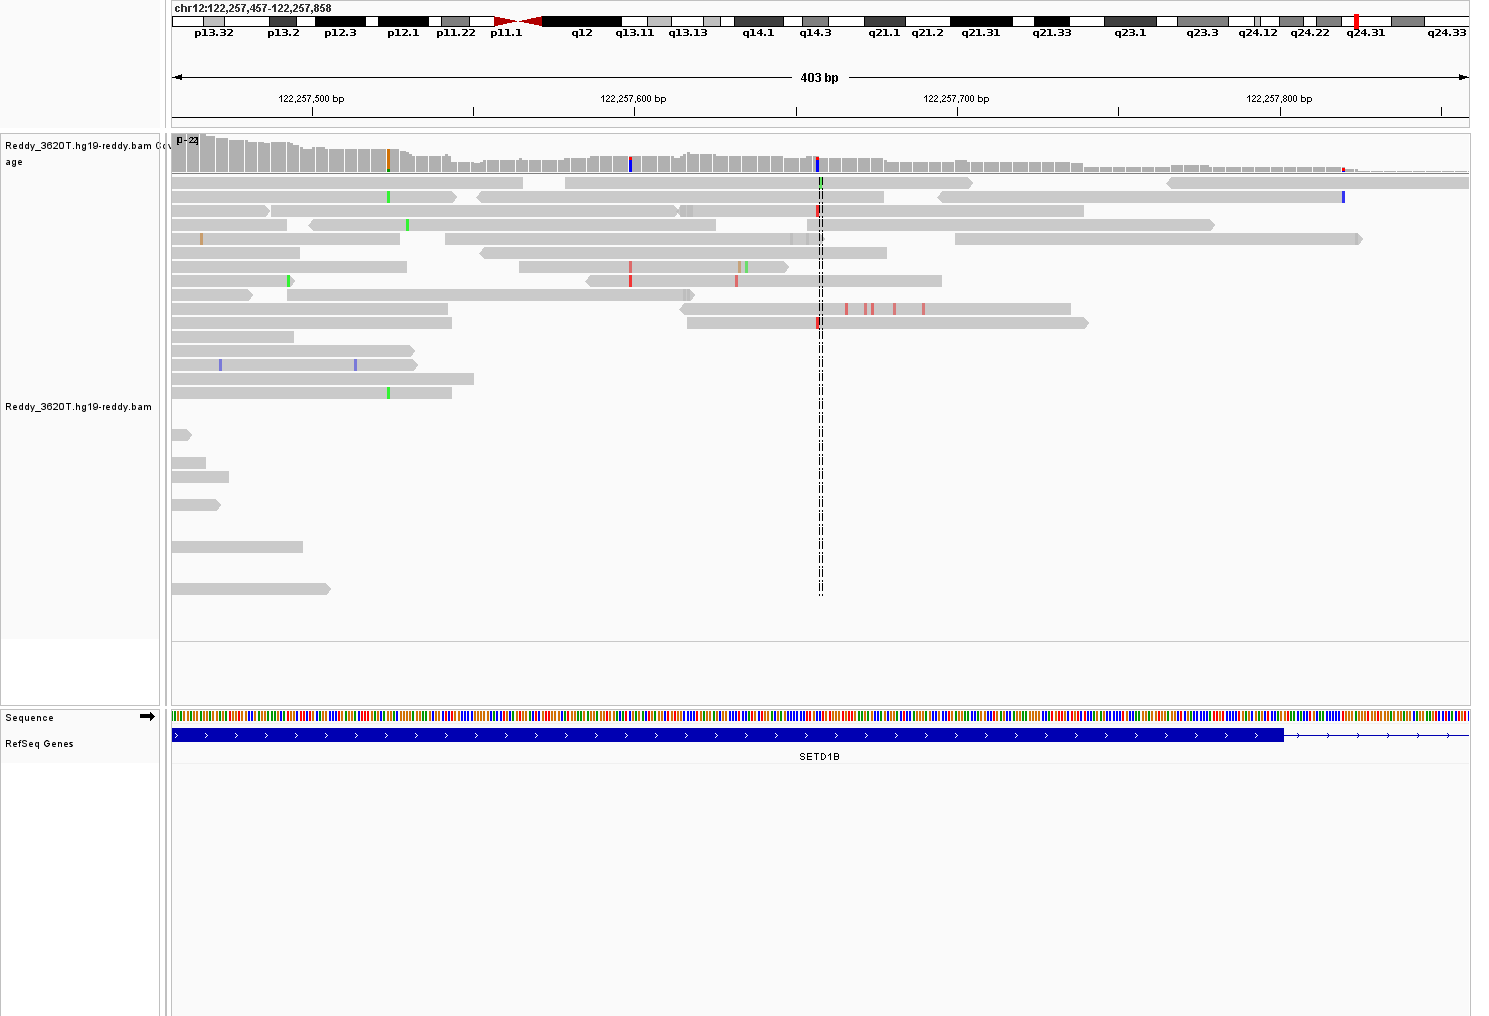 chr12:122,257,457-122,257,858
p13.32 p13.2 p12.3 p12.1 p11.22 p11.1 q12 q13.11 q13.13 q14.1 q14.3 q21.1 q21.2 q21.31 q21.33 q23.1 q23.3 q24.12 q24.22 q24.31 q24.33
403 bp
122,257,500 bp 122,257,600 bp 122,257,700 bp 122,257,800 bp
Reddy_3620T.hg19-reddy.bam Cov
age
[0 - 22]
Reddy_3620T.hg19-reddy.bam
Sequence
RefSeq Genes
SETD1B